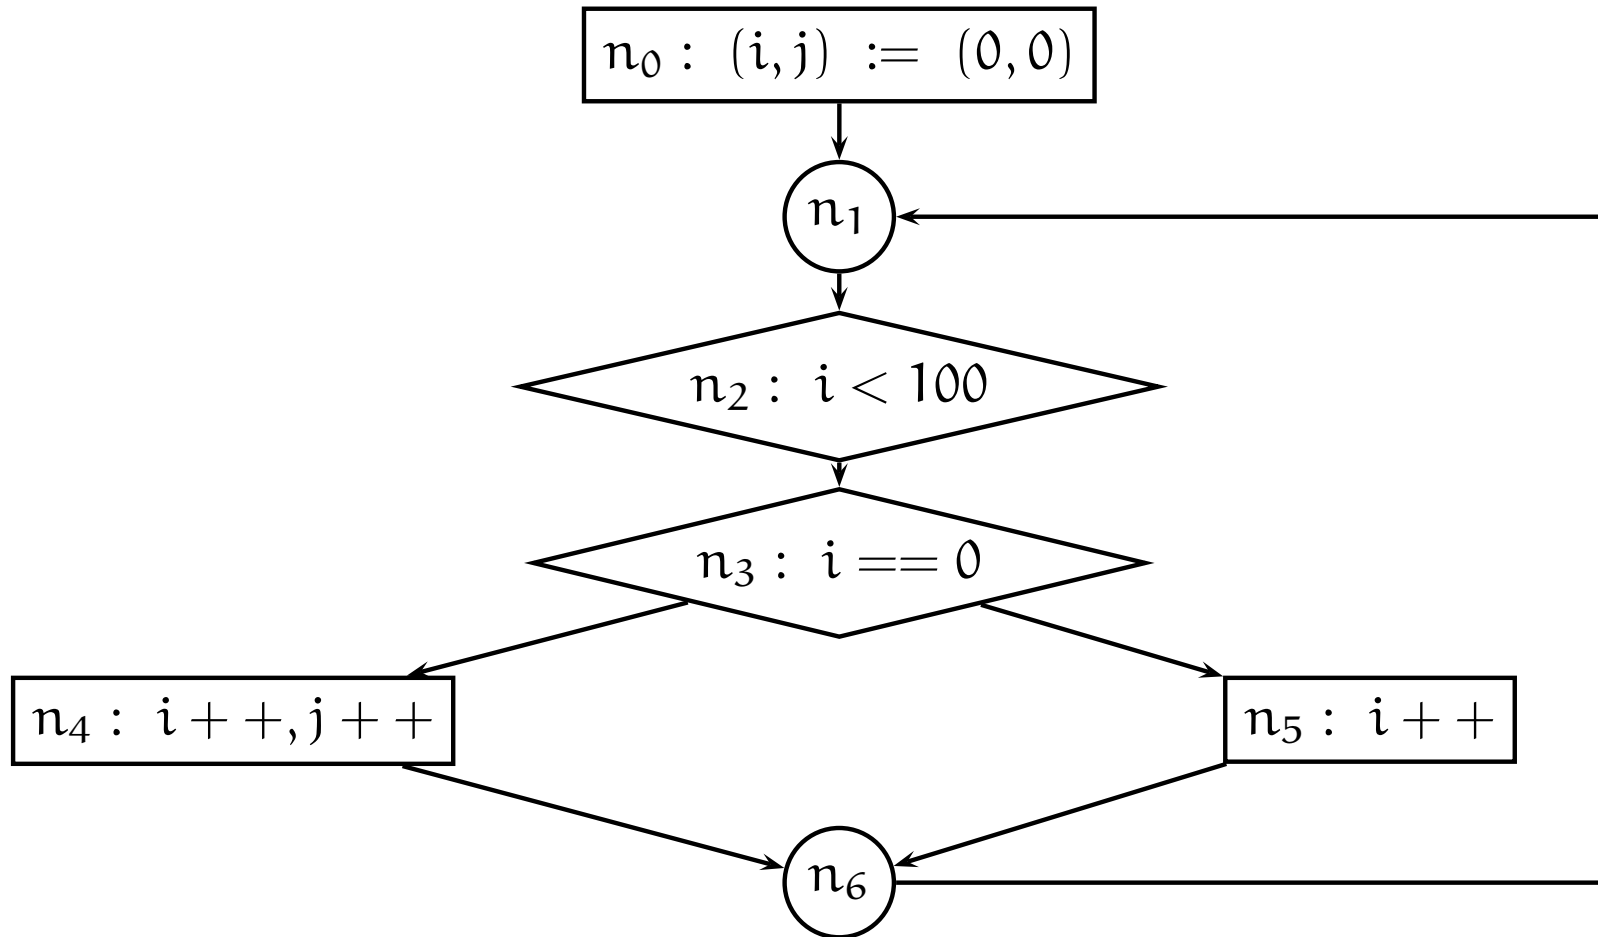 n₀ : (i, j) := (0, 0)
n₁
n₂ : i < 100
n₃ : i == 0
n₄ : i + +, j + +
n₅ : i + +
n₆